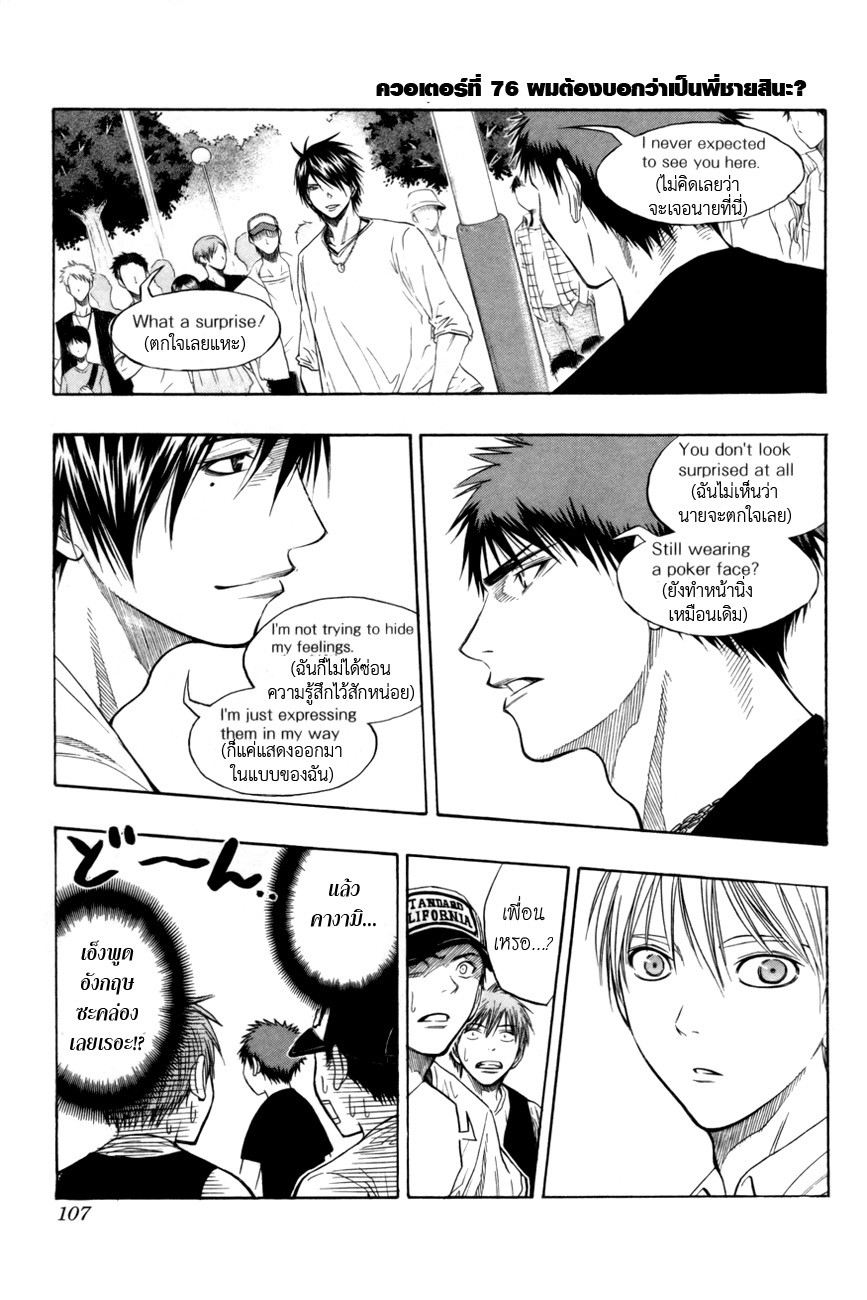 ควอเตอร์ที่ 76 ผมต้องบอกว่าเป็นพี่ชายสินะ?
I never expected
to see you here.
(ไม่คิดเลยว่า
จะเจอนายที่นี่)
What a surprise!
(ตกใจเลยแหะ)
You don't look
surprised at all
(ฉันไม่เห็นว่า
นายจะตกใจเลย)
Still wearing
a poker face?
(ยังทำหน้านิ่ง
เหมือนเดิม)
I'm not trying to hide
my feelings.
(ฉันก็ไม่ได้ซ่อน
ความรู้สึกไว้สักหน่อย)
I'm just expressing
them in my way
(ก็แค่แสดงออกมา
ในแบบของฉัน)
เพื่อน
เหรอ...?
TANDARD
LIFORNIA
แล้ว
คางามิ...
เอ็งพูด
อังกฤษ
ซะคล่อง
เลยเรอะ!?
ど～ん..
107